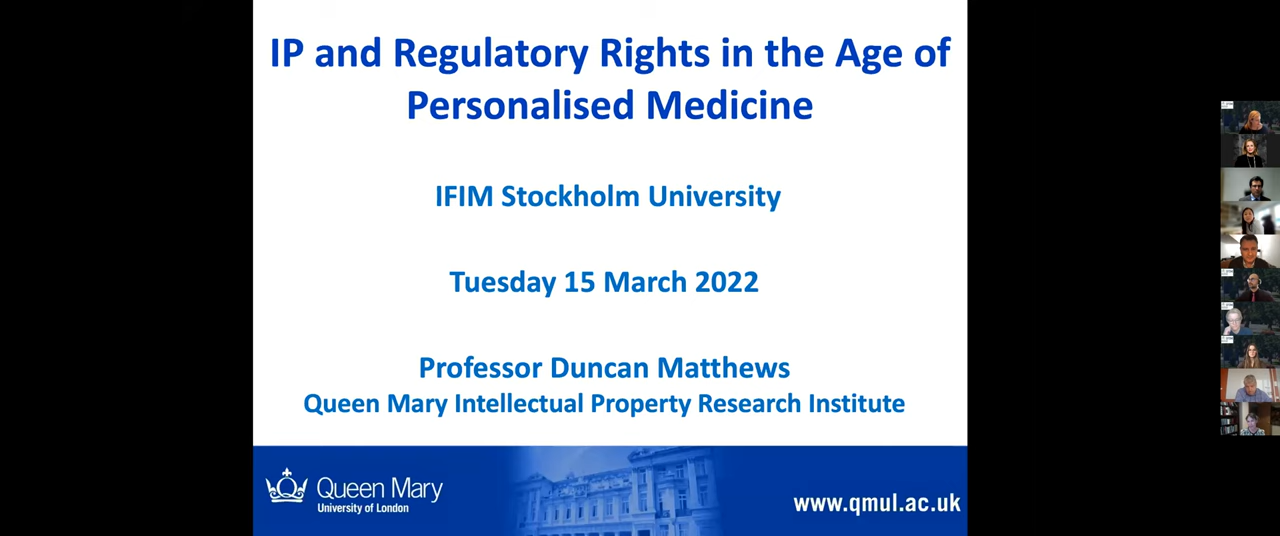 IP and Regulatory Rights in the Age of
Personalised Medicine
IFIM Stockholm University
Tuesday 15 March 2022
Professor Duncan Matthews
Queen Mary Intellectual Property Research Institute
Queen Mary
University of London
www.qmul.ac.uk